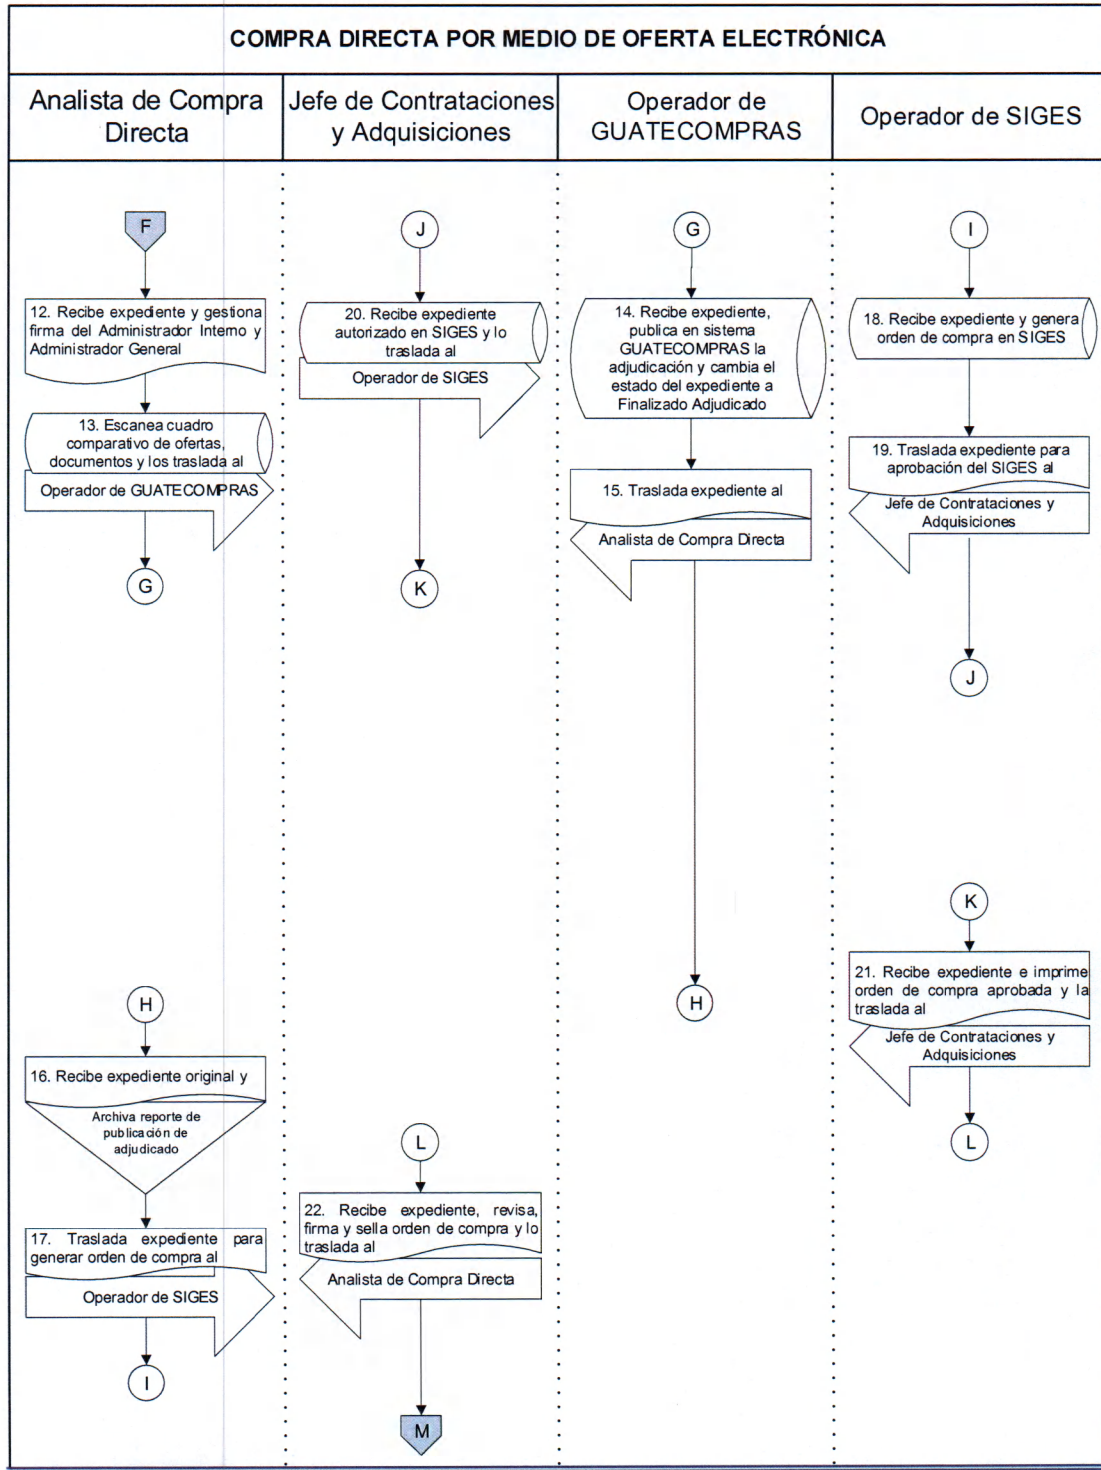 COMPRA DIRECTA POR MEDIO DE OFERTA ELECTRÓNICA
Analista de Compra
Directa
Jefe de Contrataciones
y Adquisiciones
Operador de
GUATECOMPRAS
Operador de SIGES
F
12. Recibe expediente y gestiona
firma del Administrador Interno y
Administrador General
13. Escanea cuadro
comparativo de ofertas,
documentos y los traslada al
Operador de GUATECOMPRAS
G
H
16. Recibe expediente original y
Archiva reporte de
publicación de
adjudicado
17. Traslada expediente para
generar orden de compra al
Operador de SIGES
I
J
20. Recibe expediente
autorizado en SIGES y lo
traslada al
Operador de SIGES
K
L
22. Recibe expediente, revisa,
firma y sella orden de compra y lo
traslada al
Analista de Compra Directa
M
G
14. Recibe expediente,
publica en sistema
GUATECOMPRAS la
adjudicación y cambia el
estado del expediente a
Finalizado Adjudicado
15. Traslada expediente al
Analista de Compra Directa
H
I
18. Recibe expediente y genera
orden de compra en SIGES
19. Traslada expediente para
aprobación del SIGES al
Jefe de Contrataciones y
Adquisiciones
J
K
21. Recibe expediente e imprime
orden de compra aprobada y la
traslada al
Jefe de Contrataciones y
Adquisiciones
L